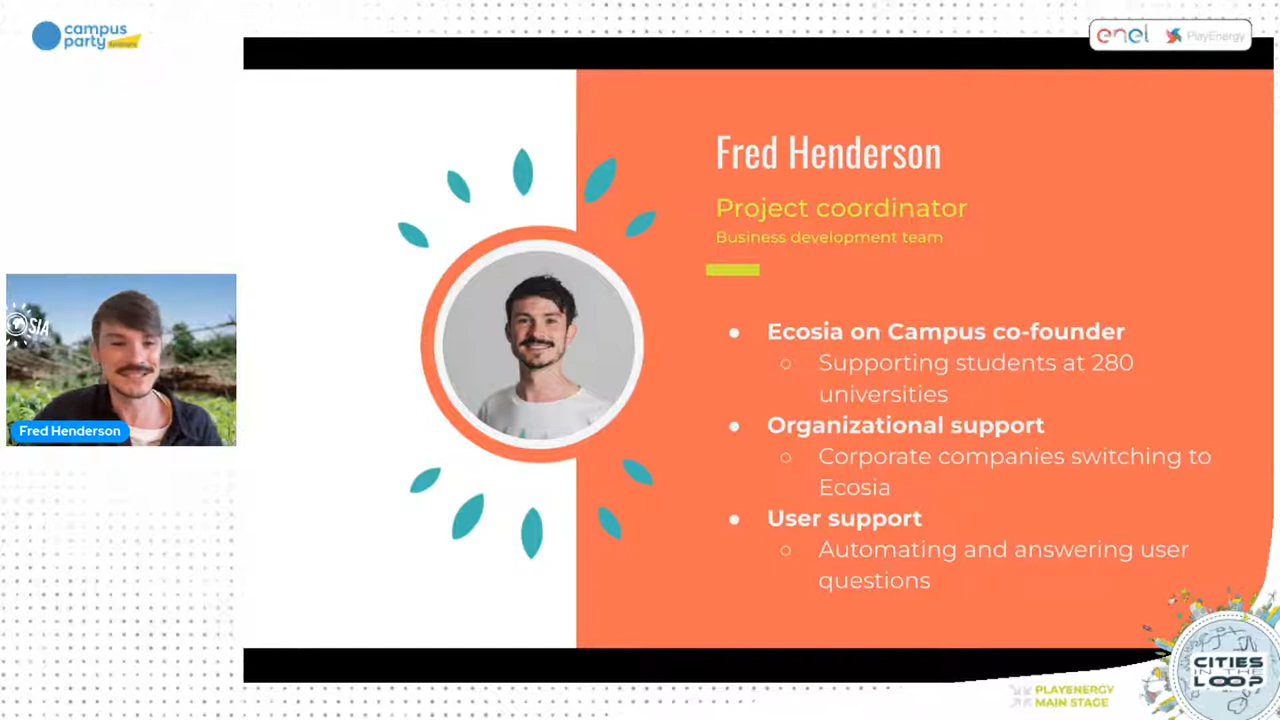 campus
party
enel PlayEnergy
Fred Henderson
Project coordinator
Business development team
● Ecosia on Campus co-founder
○ Supporting students at 280
universities
● Organizational support
○ Corporate companies switching to
Ecosia
● User support
○ Automating and answering user
questions
SIA
Fred Henderson
CITIES
IN THE
LOOP
PLAYENERGY
MAIN STAGE